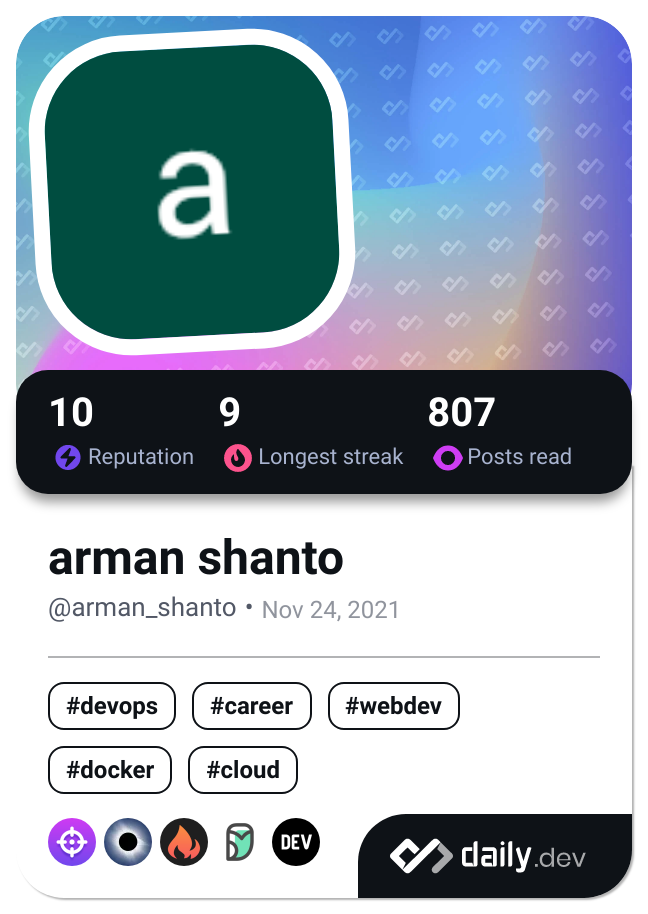 a
10 9 807
Reputation Longest streak Posts read
arman shanto
@arman_shanto • Nov 24, 2021
#devops #career #webdev
#docker #cloud
DEV daily.dev